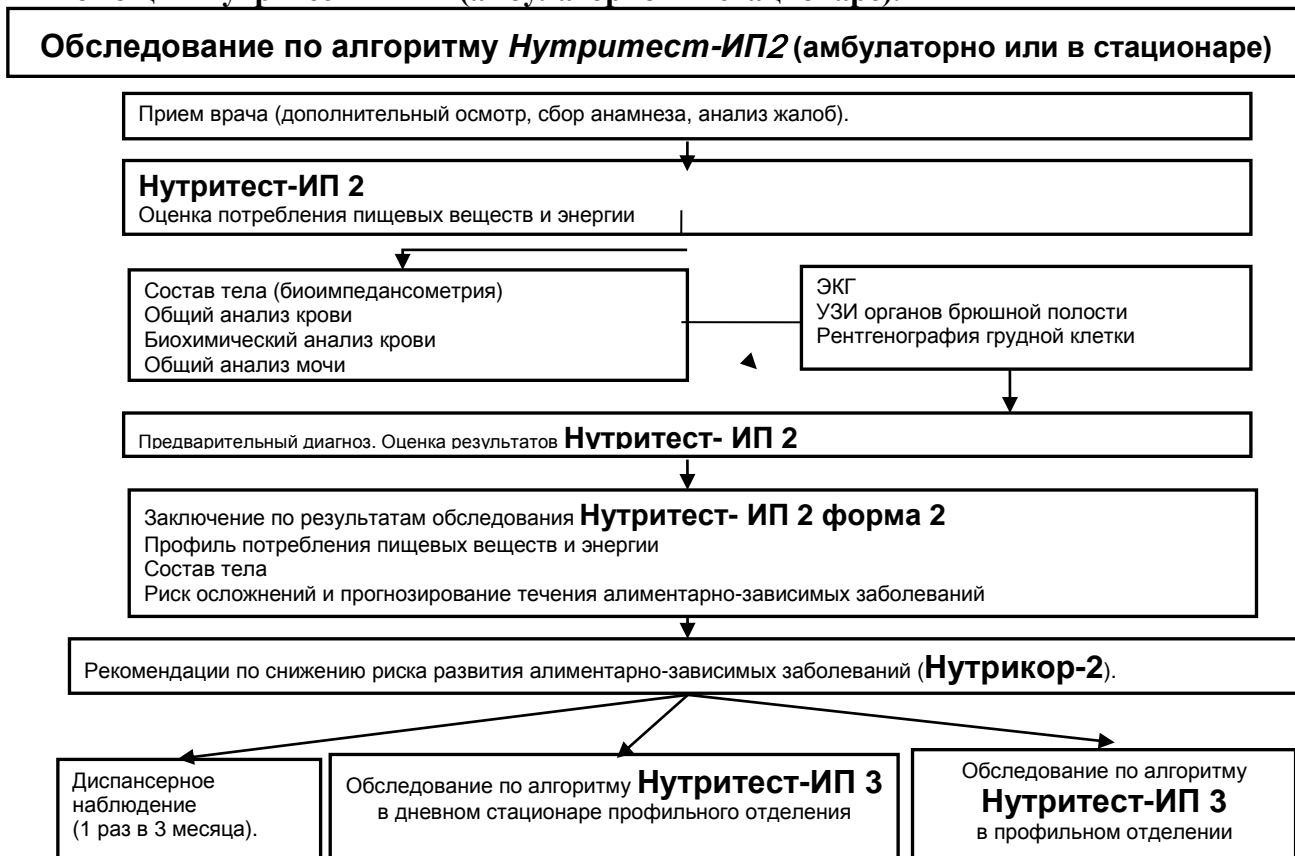 (амбулаторно или в стационаре).
Обследование по алгоритму Нутритест-ИП2 (амбулаторно или в стационаре)
Прием врача (дополнительный осмотр, сбор анамнеза, анализ жалоб).
Нутритест-ИП 2
Оценка потребления пищевых веществ и энергии
Состав тела (биоимпедансометрия)
Общий анализ крови
Биохимический анализ крови
Общий анализ мочи
ЭКГ
УЗИ органов брюшной полости
Рентгенография грудной клетки
Предварительный диагноз. Оценка результатов Нутритест- ИП 2
Заключение по результатам обследования Нутритест- ИП 2 форма 2
Профиль потребления пищевых веществ и энергии
Состав тела
Риск осложнений и прогнозирование течения алиментарно-зависимых заболеваний
Рекомендации по снижению риска развития алиментарно-зависимых заболеваний (Нутрикор-2).
Диспансерное
наблюдение
(1 раз в 3 месяца).
Обследование по алгоритму Нутритест-ИП 3
в дневном стационаре профильного отделения
Обследование по алгоритму
Нутритест-ИП 3
в профильном отделении